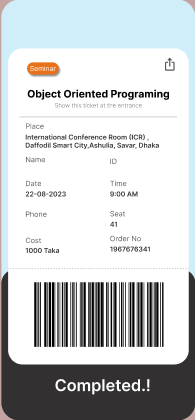 Seminar
Object Oriented Programing
Show this ticket at the entrance
Place
International Conference Room (ICR) ,
Daffodil Smart City,Ashulia, Savar, Dhaka
Name ID
Date Time
22-08-2023 9:00 AM
Phone Seat
41
Cost Order No
1000 Taka 1967676341
Completed.!